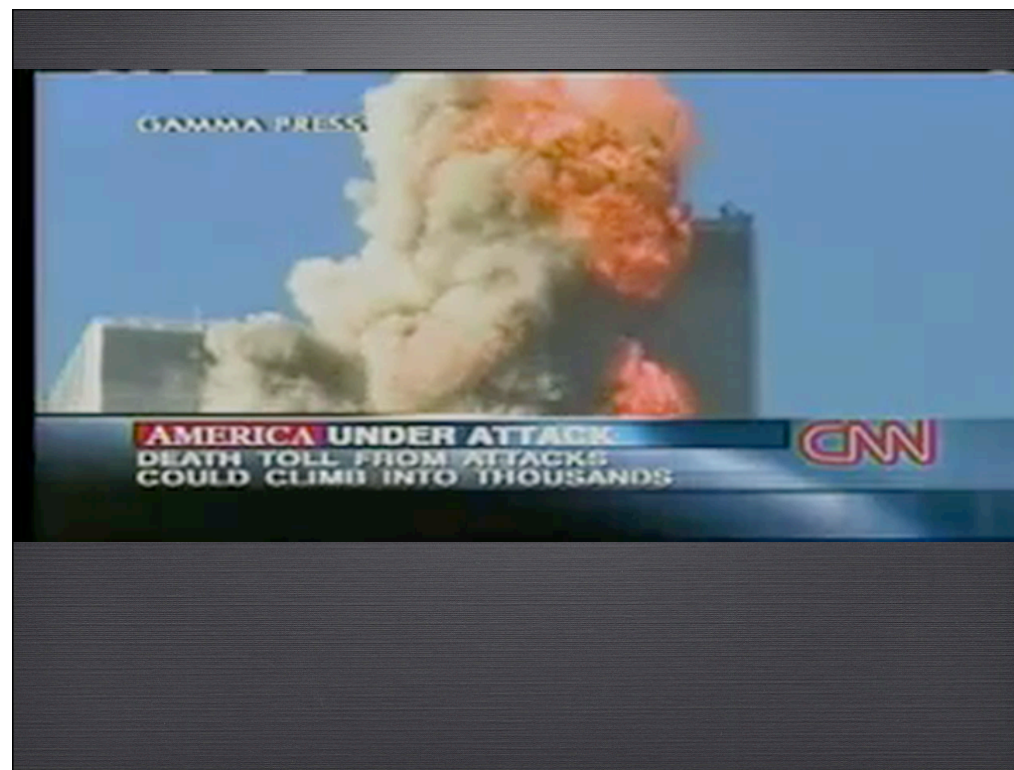 GAMMA PRESS
AMERICA UNDER ATTACK
CNN
DEATH TOLL FROM ATTACKS
COULD CLIMB INTO THOUSANDS